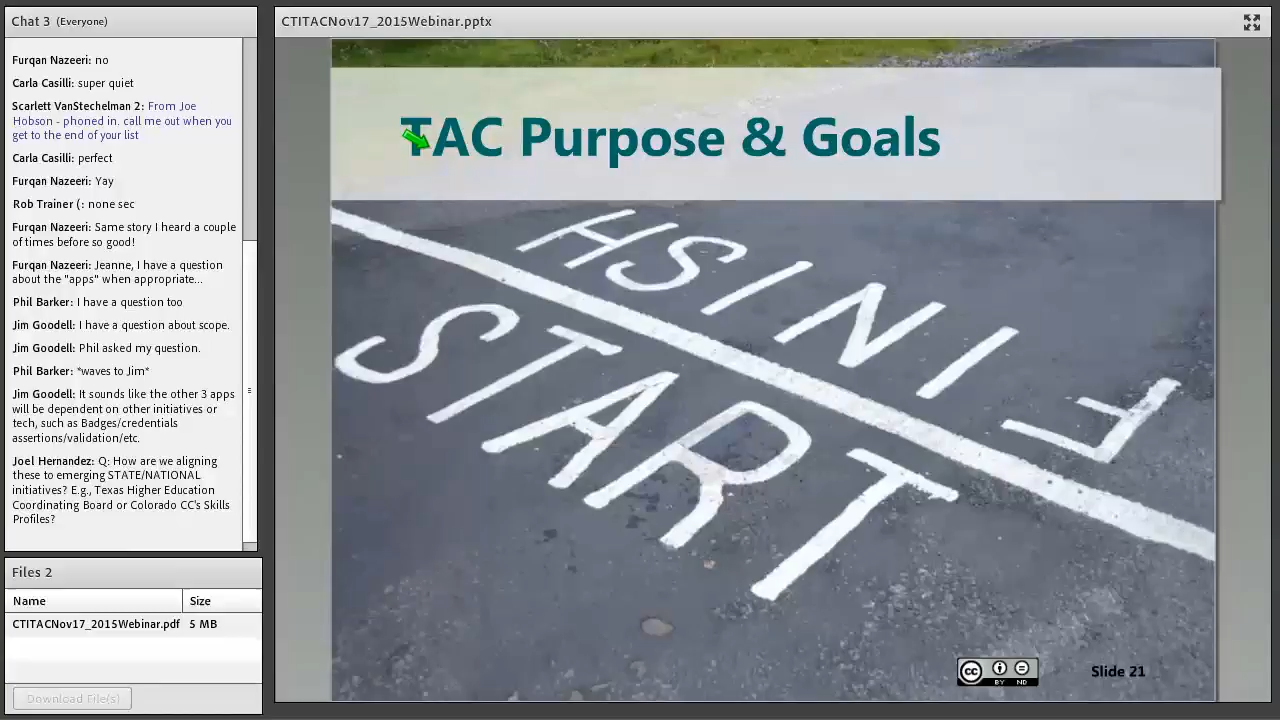 Chat 3 (Everyone)
Furqan Nazeeri: no
Carla Casilli: super quiet
Scarlett VanStechelman 2: From Joe
Hobson - phoned in. call me out when you
get to the end of your list
Carla Casilli: perfect
Furqan Nazeeri: Yay
Rob Trainer (: none sec
Furqan Nazeeri: Same story I heard a couple
of times before so good!
Furqan Nazeeri: Jeanne, I have a question
about the "apps" when appropriate...
Phil Barker: I have a question too
Jim Goodell: I have a question about scope.
Jim Goodell: Phil asked my question.
Phil Barker: *waves to Jim*
Jim Goodell: It sounds like the other 3 apps
will be dependent on other initiatives or
tech, such as Badges/credentials
assertions/validation/etc.
Joel Hernandez: Q: How are we aligning
these to emerging STATE/NATIONAL
initiatives? E.g., Texas Higher Education
Coordinating Board or Colorado CC's Skills
Profiles?
Files 2
Name Size
CTITACNov17_2015Webinar.pdf 5 MB
Download File(s)
CTITACNov17_2015Webinar.pptx
TAC Purpose & Goals
FINISH
START
cc BY ND
Slide 21